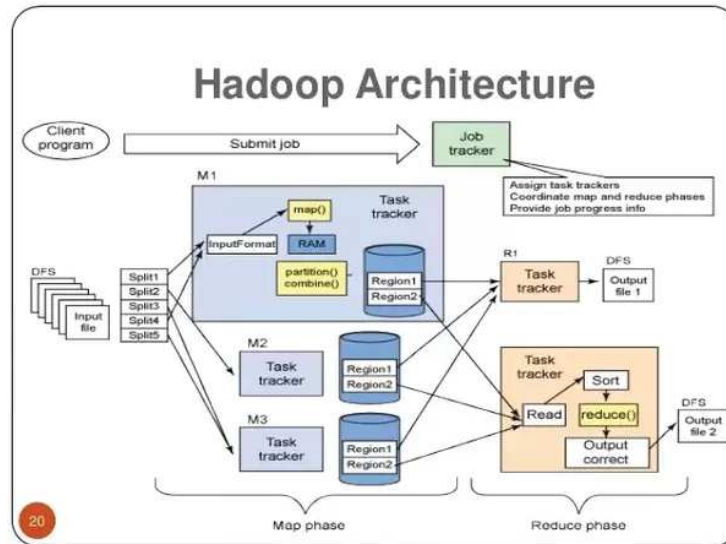 Hadoop Architecture
Client
program
Submit job
Job
tracker
Assign task trackers
Coordinate map and reduce phases
Provide job progress info
M1
Task
tracker
map()
InputFormat
RAM
partition()
combine()
Region1
Region2
DFS
Input
file
Split1
Split2
Split3
Split4
Split5
M2
Task
tracker
Region1
Region2
M3
Task
tracker
Region1
Region2
R1
Task
tracker
DFS
Output
file 1
Task
tracker
Sort
Read
reduce()
Output
correct
DFS
Output
file 2
Map phase
Reduce phase
20